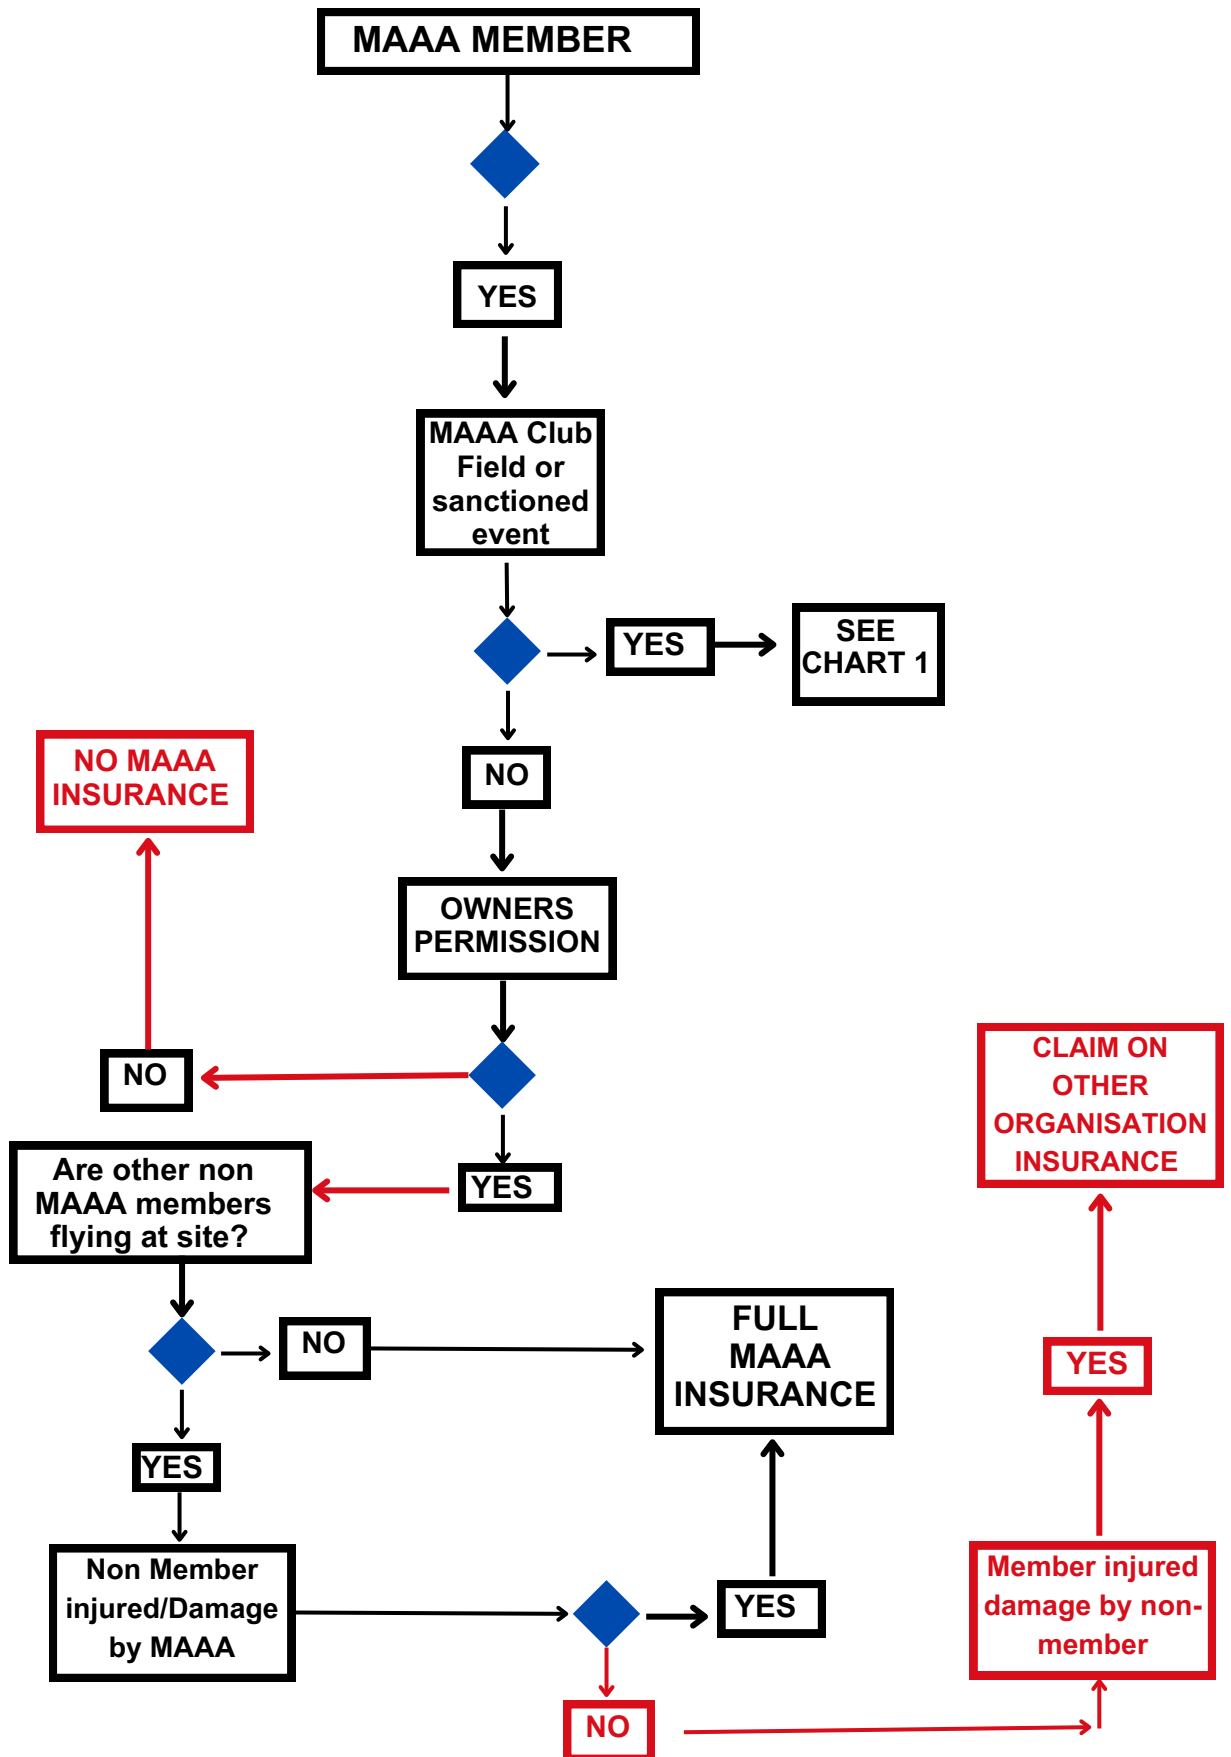 MAAA MEMBER
YES
MAAA Club
Field or
sanctioned
event
YES
SEE
CHART 1
NO
NO MAAA
INSURANCE
OWNERS
PERMISSION
NO
YES
Are other non
MAAA members
flying at site?
NO
FULL
MAAA
INSURANCE
YES
Non Member
injured/Damage
by MAAA
YES
NO
Member injured
damage by non-
member
YES
CLAIM ON
OTHER
ORGANISATION
INSURANCE